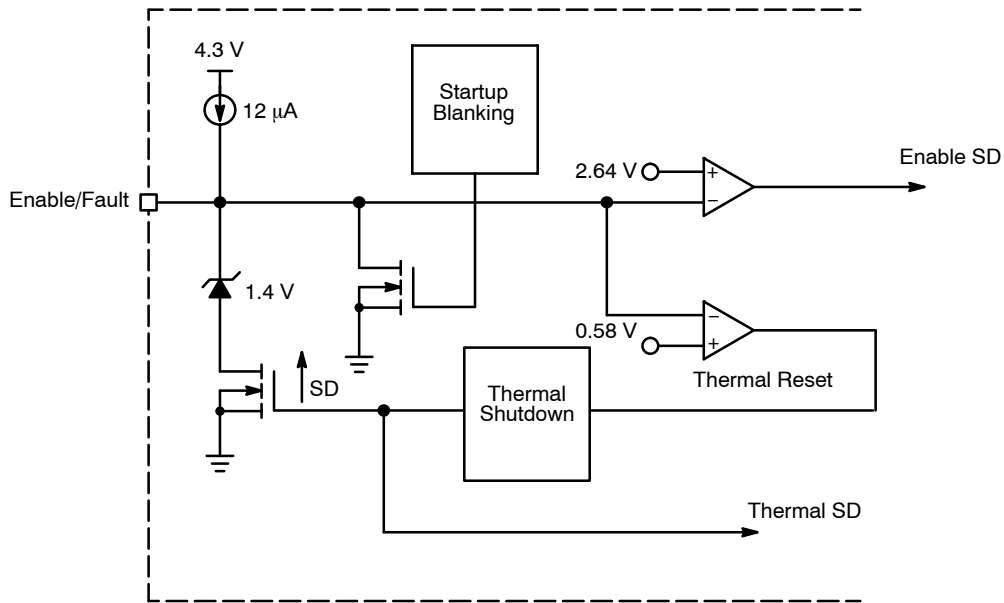 4.3 V
12 μA
Startup
Blanking
2.64 V
+
−
Enable SD
Enable/Fault
1.4 V
SD
0.58 V
−
+
Thermal Reset
Thermal
Shutdown
Thermal SD